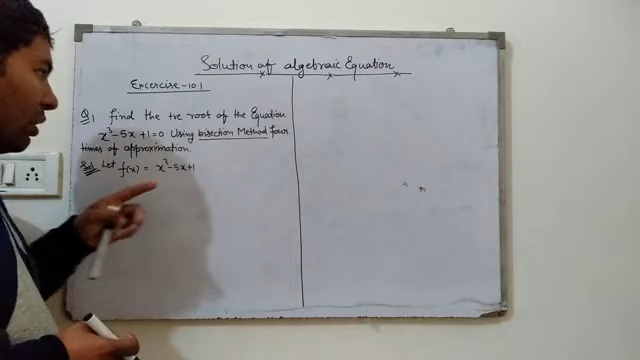 Solution of algebraic Equation
Excercise-10.1
Q1 find the +ve root of the Equation
x³-5x+1=0 Using bisection Method four
times of approximation.
Sol. Let f(x) = x³-5x+1